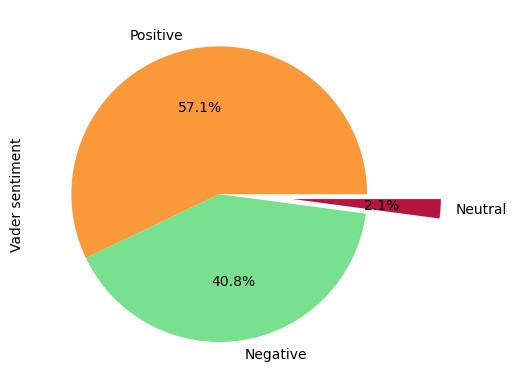 Positive
57.1%
Vader sentiment
2.1%
Neutral
40.8%
Negative